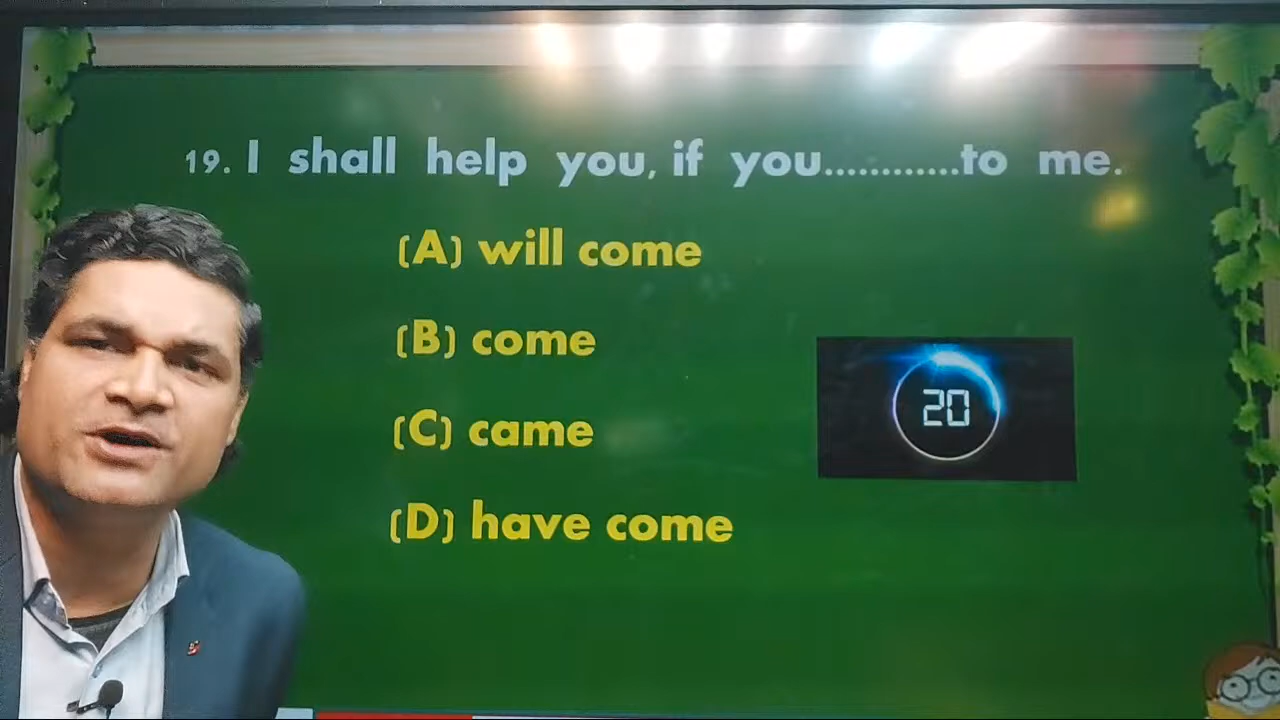 19. I shall help you, if you............to me.
(A) will come
(B) come
20
(C) came
(D) have come